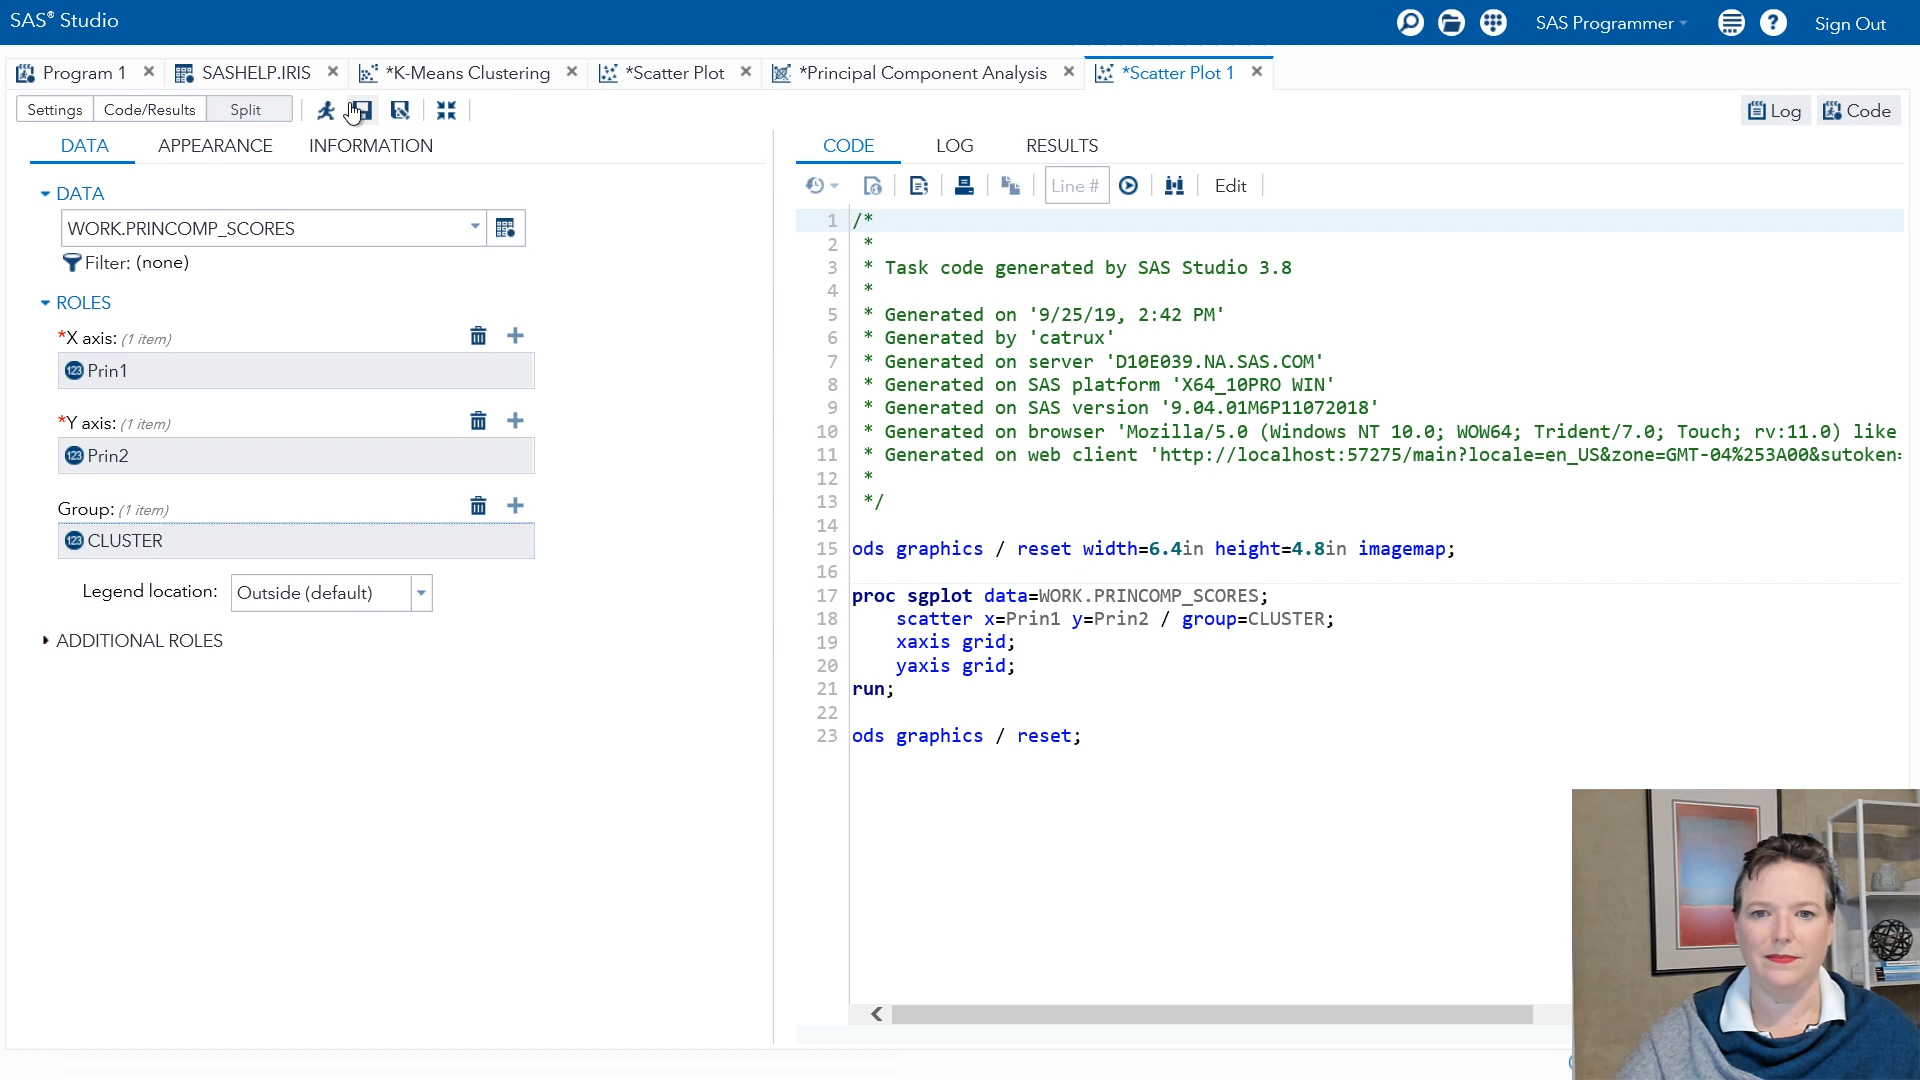 SAS® Studio
SAS Programmer
Sign Out
Program 1
SASHELP.IRIS
*K-Means Clustering
*Scatter Plot
*Principal Component Analysis
*Scatter Plot 1
Settings
Code/Results
Split
Log
Code
DATA
APPEARANCE
INFORMATION
DATA
WORK.PRINCOMP_SCORES
Filter: (none)
ROLES
*X axis: (1 item)
123 Prin1
*Y axis: (1 item)
123 Prin2
Group: (1 item)
123 CLUSTER
Legend location: Outside (default)
ADDITIONAL ROLES
CODE
LOG
RESULTS
Line #
Edit
1 /*
2 *
3 * Task code generated by SAS Studio 3.8
4 *
5 * Generated on '9/25/19, 2:42 PM'
6 * Generated by 'catrux'
7 * Generated on server 'D10E039.NA.SAS.COM'
8 * Generated on SAS platform 'X64_10PRO WIN'
9 * Generated on SAS version '9.04.01M6P11072018'
10 * Generated on browser 'Mozilla/5.0 (Windows NT 10.0; WOW64; Trident/7.0; Touch; rv:11.0) like
11 * Generated on web client 'http://localhost:57275/main?locale=en_US&zone=GMT-04%253A00&sutoken=
12 *
13 */
14
15 ods graphics / reset width=6.4in height=4.8in imagemap;
16
17 proc sgplot data=WORK.PRINCOMP_SCORES;
18 scatter x=Prin1 y=Prin2 / group=CLUSTER;
19 xaxis grid;
20 yaxis grid;
21 run;
22
23 ods graphics / reset;